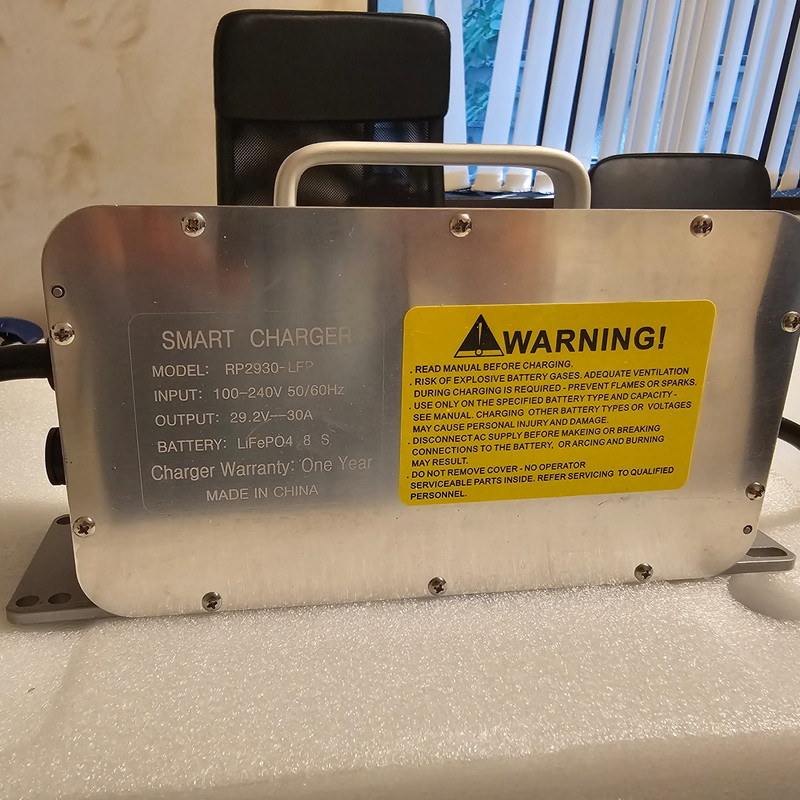 SMART CHARGER
MODEL: RP2930-LFP
INPUT: 100-240V 50/60Hz
OUTPUT: 29.2V—30A
BATTERY: LiFePO4 8 S
Charger Warranty: One Year
MADE IN CHINA
WARNING!
. READ MANUAL BEFORE CHARGING.
. RISK OF EXPLOSIVE BATTERY GASES. ADEQUATE VENTILATION
DURING CHARGING IS REQUIRED - PREVENT FLAMES OR SPARKS.
. USE ONLY ON THE SPECIFIED BATTERY TYPE AND CAPACITY -
SEE MANUAL. CHARGING OTHER BATTERY TYPES OR VOLTAGES
MAY CAUSE PERSONAL INJURY AND DAMAGE.
. DISCONNECT AC SUPPLY BEFORE MAKEING OR BREAKING
CONNECTIONS TO THE BATTERY, OR ARCING AND BURNING
MAY RESULT.
. DO NOT REMOVE COVER - NO OPERATOR
SERVICEABLE PARTS INSIDE. REFER SERVICING TO QUALIFIED
PERSONNEL.